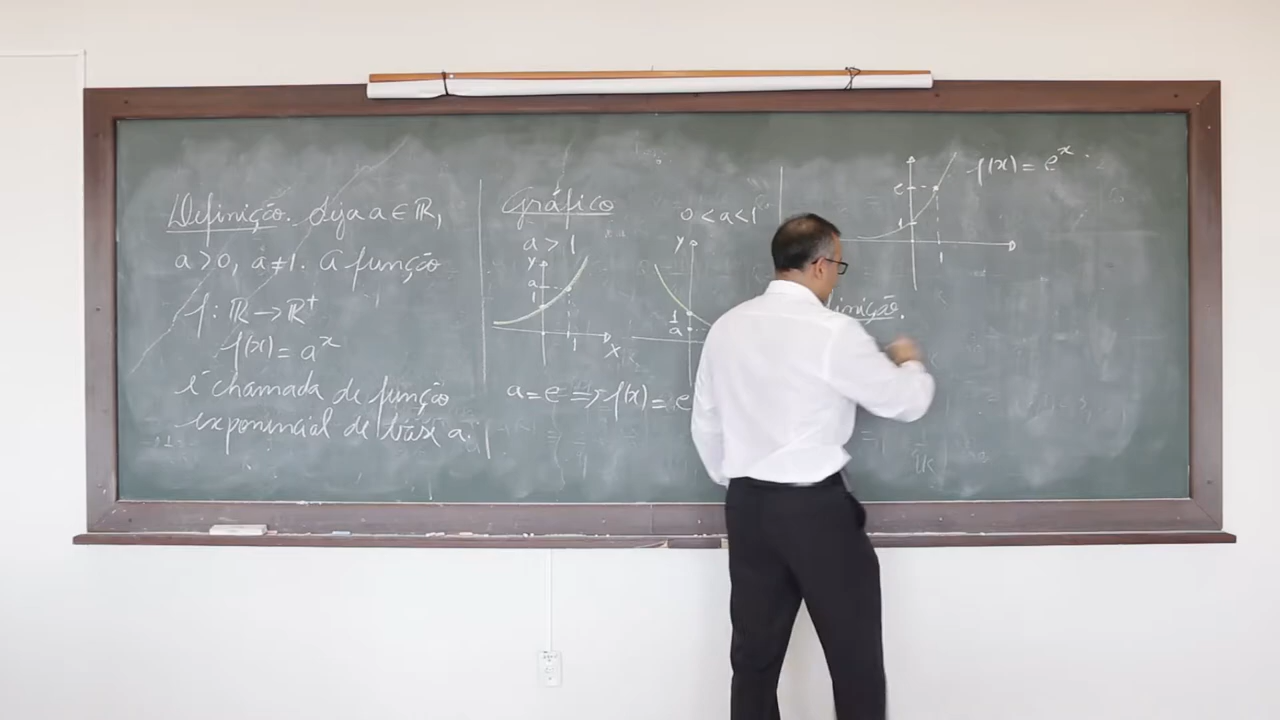 Definição. Seja a ∈ ℝ,
a > 0, a ≠ 1. A função
f: ℝ → ℝ⁺
f(x) = aˣ
é chamada de função
exponencial de base a.
Gráfico
a > 1
y
a
1
1
x
0 < a < 1
y
1
a
a = e ⟹ f(x) = e
f(x) = eˣ.
e
1
1